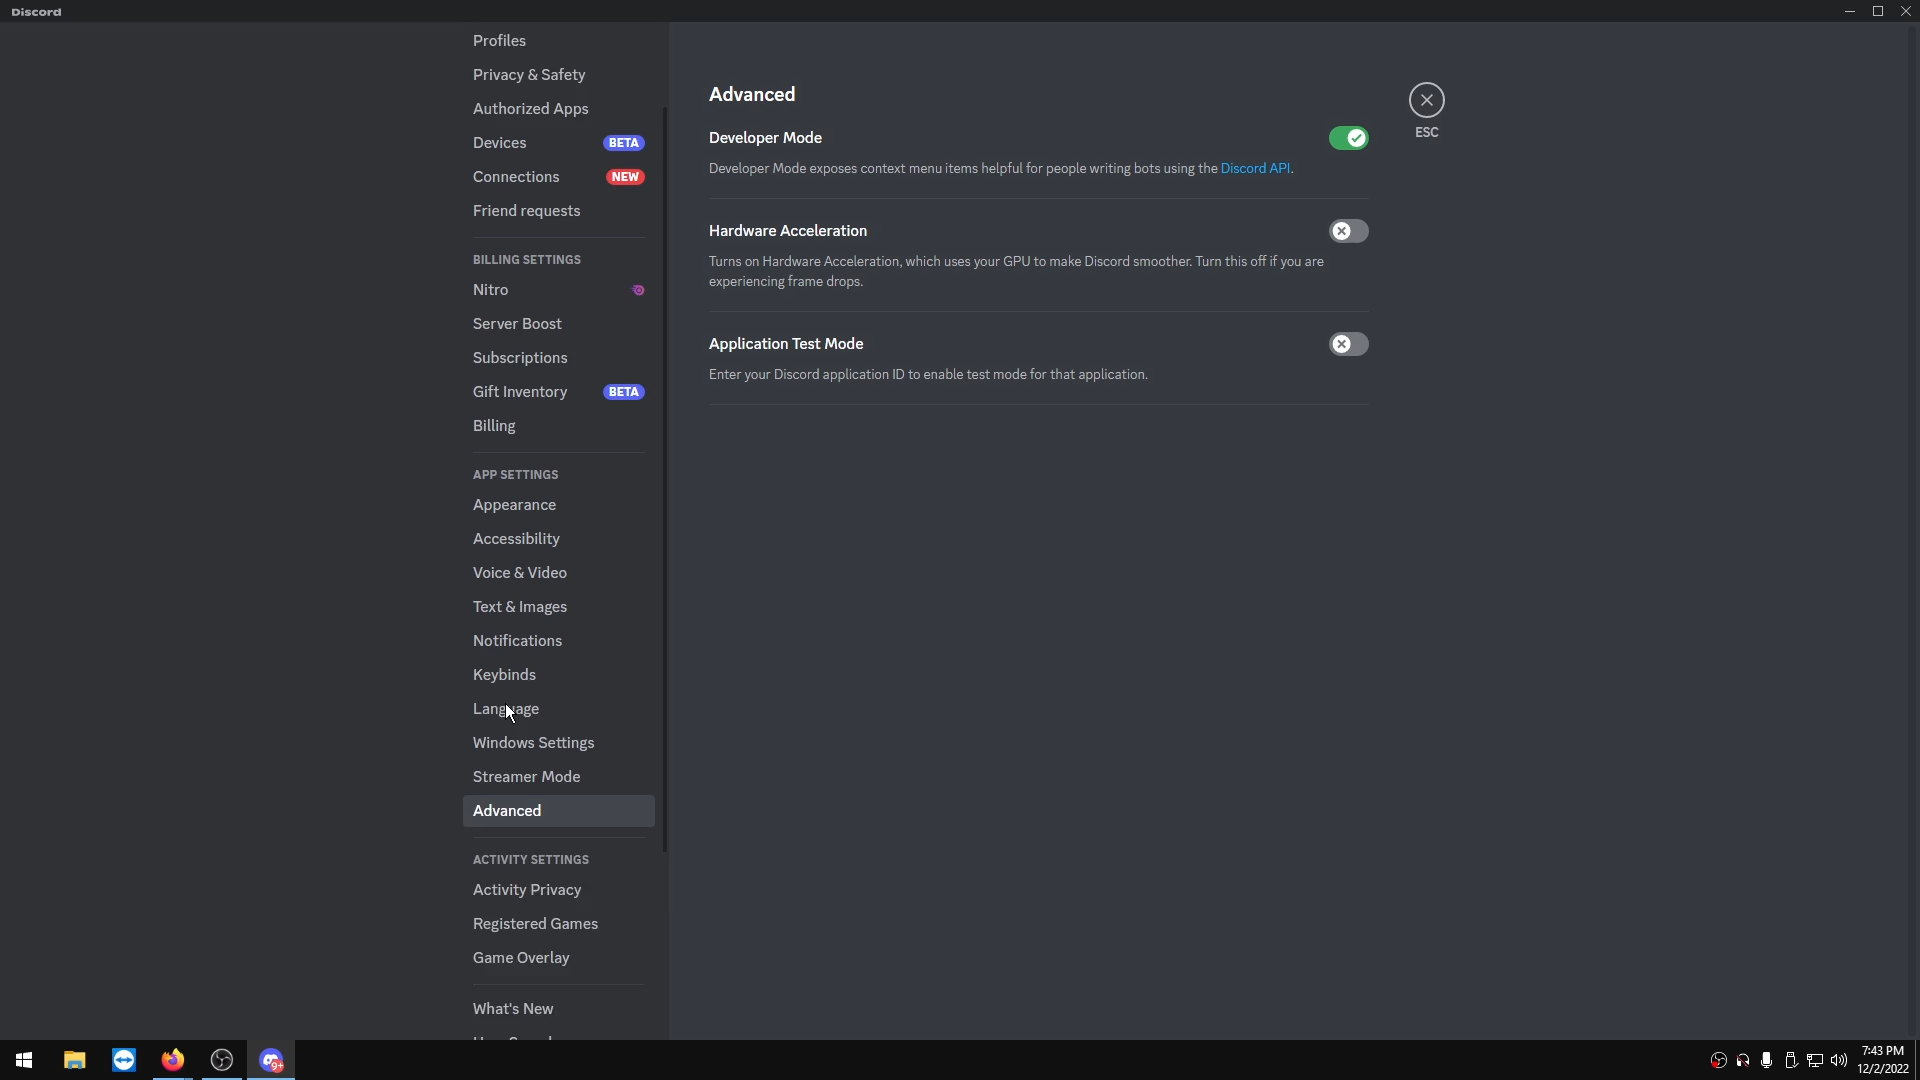 Discord
Profiles
Privacy & Safety
Authorized Apps
Devices BETA
Connections NEW
Friend requests
BILLING SETTINGS
Nitro
Server Boost
Subscriptions
Gift Inventory BETA
Billing
APP SETTINGS
Appearance
Accessibility
Voice & Video
Text & Images
Notifications
Keybinds
Language
Windows Settings
Streamer Mode
Advanced
ACTIVITY SETTINGS
Activity Privacy
Registered Games
Game Overlay
What's New
Advanced
Developer Mode
Developer Mode exposes context menu items helpful for people writing bots using the Discord API.
Hardware Acceleration
Turns on Hardware Acceleration, which uses your GPU to make Discord smoother. Turn this off if you are
experiencing frame drops.
Application Test Mode
Enter your Discord application ID to enable test mode for that application.
ESC
9+
7:43 PM
12/2/2022